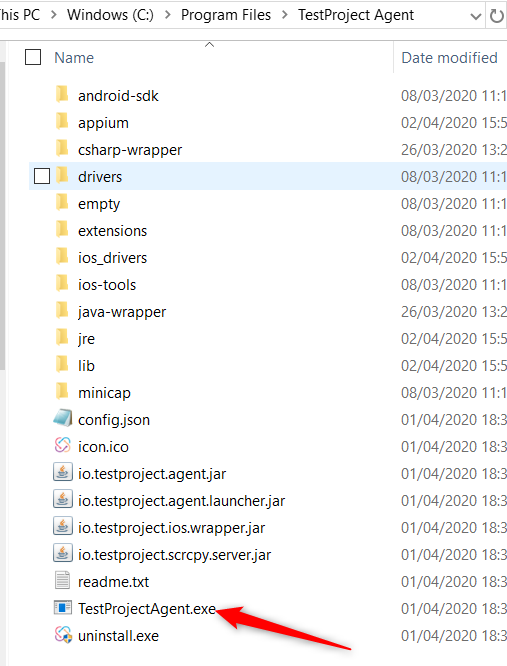 his PC > Windows (C:) > Program Files > TestProject Agent
Name Date modified
android-sdk 08/03/2020 11:1
appium 02/04/2020 15:5
csharp-wrapper 26/03/2020 13:2
drivers 08/03/2020 11:1
empty 08/03/2020 11:1
extensions 08/03/2020 11:1
ios_drivers 02/04/2020 15:5
ios-tools 08/03/2020 11:1
java-wrapper 26/03/2020 13:2
jre 02/04/2020 15:5
lib 02/04/2020 15:5
minicap 08/03/2020 11:1
config.json 01/04/2020 18:3
icon.ico 01/04/2020 18:3
io.testproject.agent.jar 01/04/2020 18:3
io.testproject.agent.launcher.jar 01/04/2020 18:3
io.testproject.ios.wrapper.jar 01/04/2020 18:3
io.testproject.scrcpy.server.jar 01/04/2020 18:3
readme.txt 01/04/2020 18:3
TestProjectAgent.exe 01/04/2020 18:3
uninstall.exe 01/04/2020 18:3